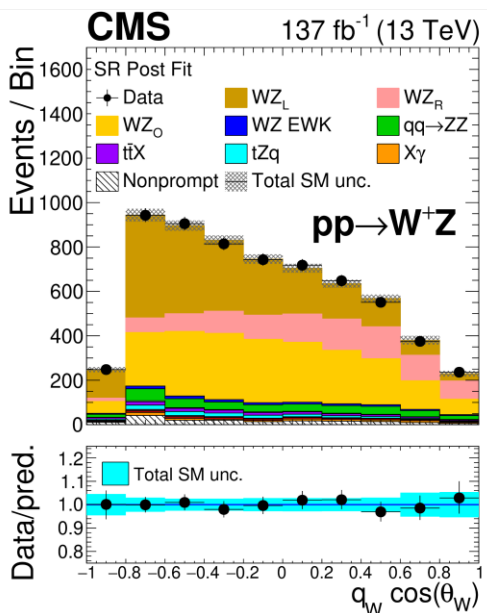 CMS 137 fb⁻¹ (13 TeV)
Events / Bin
1600
1400
1200
1000
800
600
400
200
0
SR Post Fit
Data WZ_L WZ_R
WZ_O WZ EWK qq→ZZ
tt̄X tZq Xγ
Nonprompt Total SM unc.
pp→W⁺Z
Data/pred.
1.2
1.1
1.0
0.9
0.8
Total SM unc.
−1 −0.8 −0.6 −0.4 −0.2 0 0.2 0.4 0.6 0.8 1
q_W cos(θ_W)